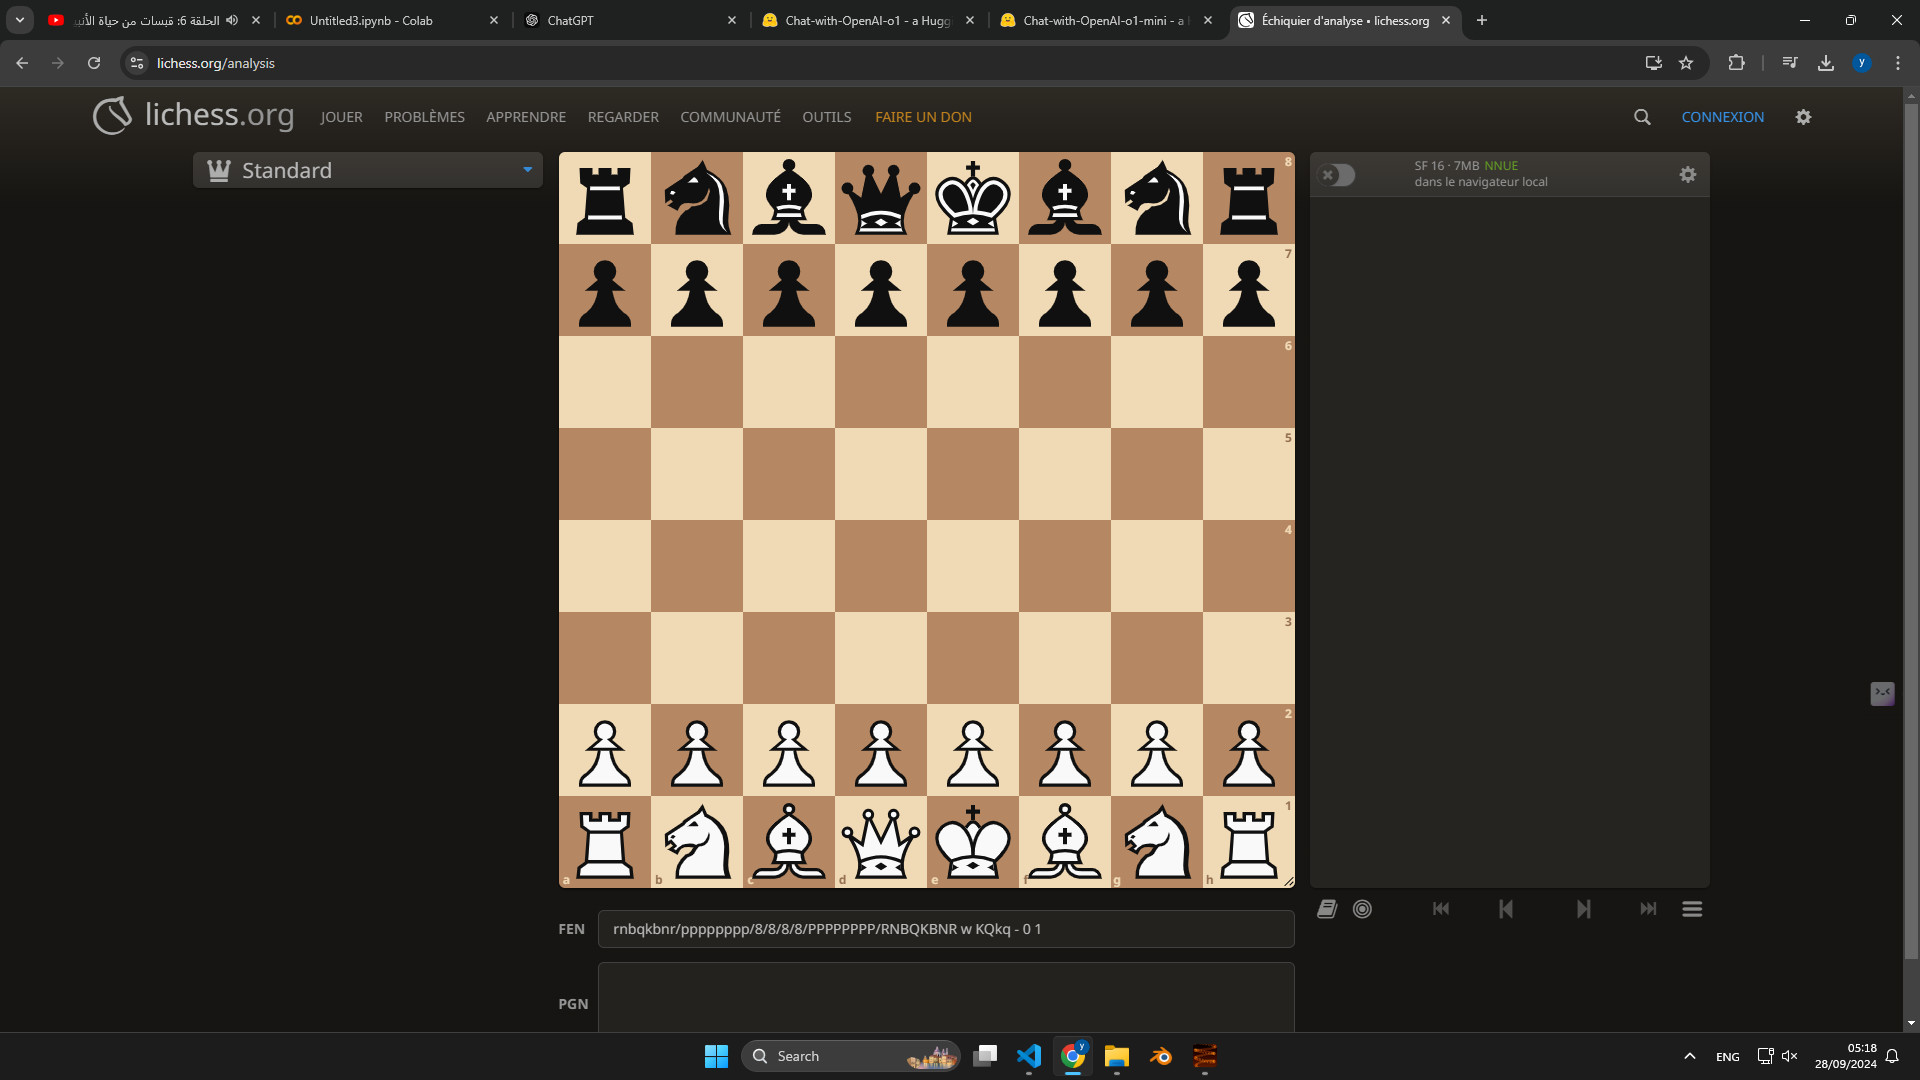 الحلقة 6: قبسات من حياة الأنبي
Untitled3.ipynb - Colab
ChatGPT
Chat-with-OpenAI-o1 - a Huggi
Chat-with-OpenAI-o1-mini - a
Échiquier d'analyse • lichess.org
lichess.org/analysis
y
lichess.org
JOUER PROBLÈMES APPRENDRE REGARDER COMMUNAUTÉ OUTILS FAIRE UN DON
CONNEXION
Standard
SF 16 · 7MB NNUE
dans le navigateur local
8
7
6
5
4
3
2
1
a b c d e f g h
FEN rnbqkbnr/pppppppp/8/8/8/8/PPPPPPPP/RNBQKBNR w KQkq - 0 1
PGN
Search
y
ENG
05:18
28/09/2024